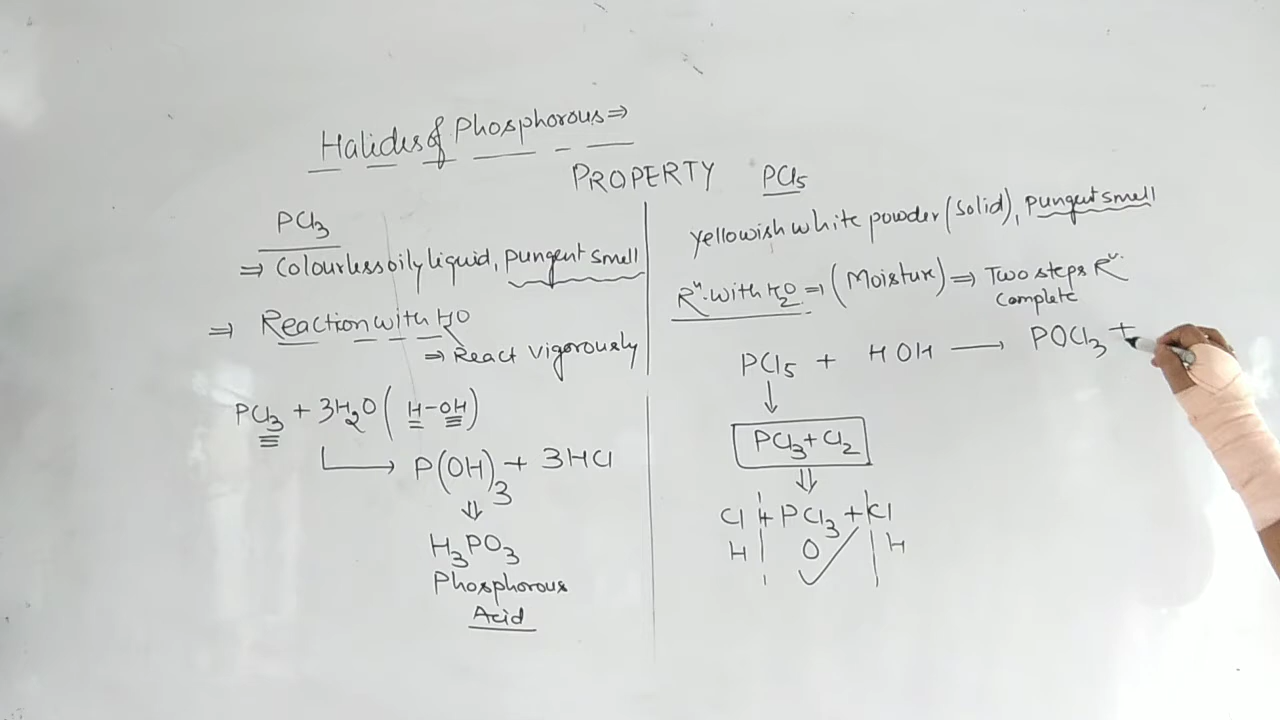 Halides of Phosphorous ⇒
PROPERTY
PCl3
⇒ Colourless oily liquid, pungent smell
⇒ Reaction with H2O
⇒ React vigorously
PCl3 + 3H2O ( H-OH )
→ P(OH)3 + 3HCl
⇓
H3PO3
Phosphorous
Acid
PCl5
yellowish white powder (Solid), pungent smell
Rn. with H2O ⇒ (Moisture) ⇒ Two steps Rn.
Complete
PCl5 + HOH → POCl3 +
↓
PCl3 + Cl2
⇓
Cl + PCl3 + Cl
H O H